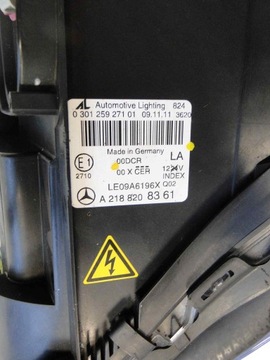 AL Automotive Lighting 824
0 301 259 271 01 09.11.11 3620
Made in Germany
LA
E1 00DCR
00 X CER 12 V
2710 INDEX
LE09A6196X Q02
A 218 820 83 61